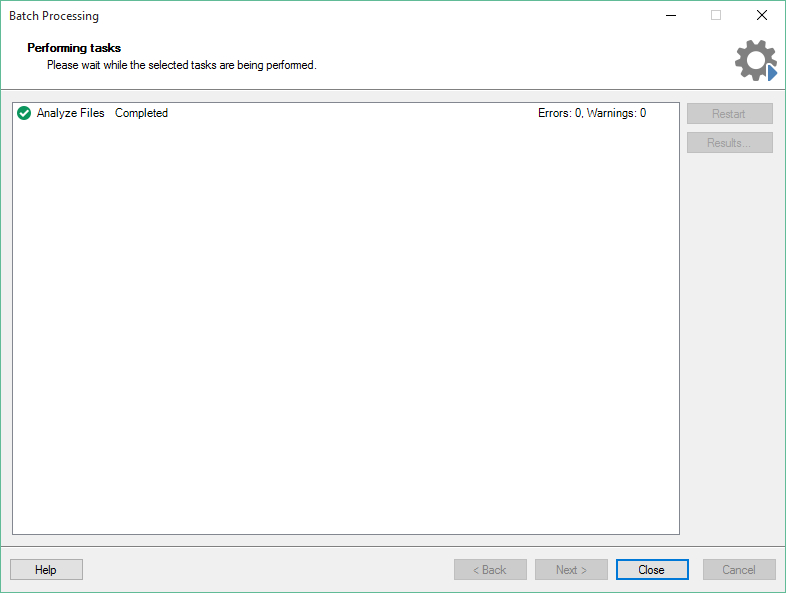 Batch Processing
Performing tasks
Please wait while the selected tasks are being performed.
Analyze Files Completed Errors: 0, Warnings: 0
Restart
Results...
Help < Back Next > Close Cancel